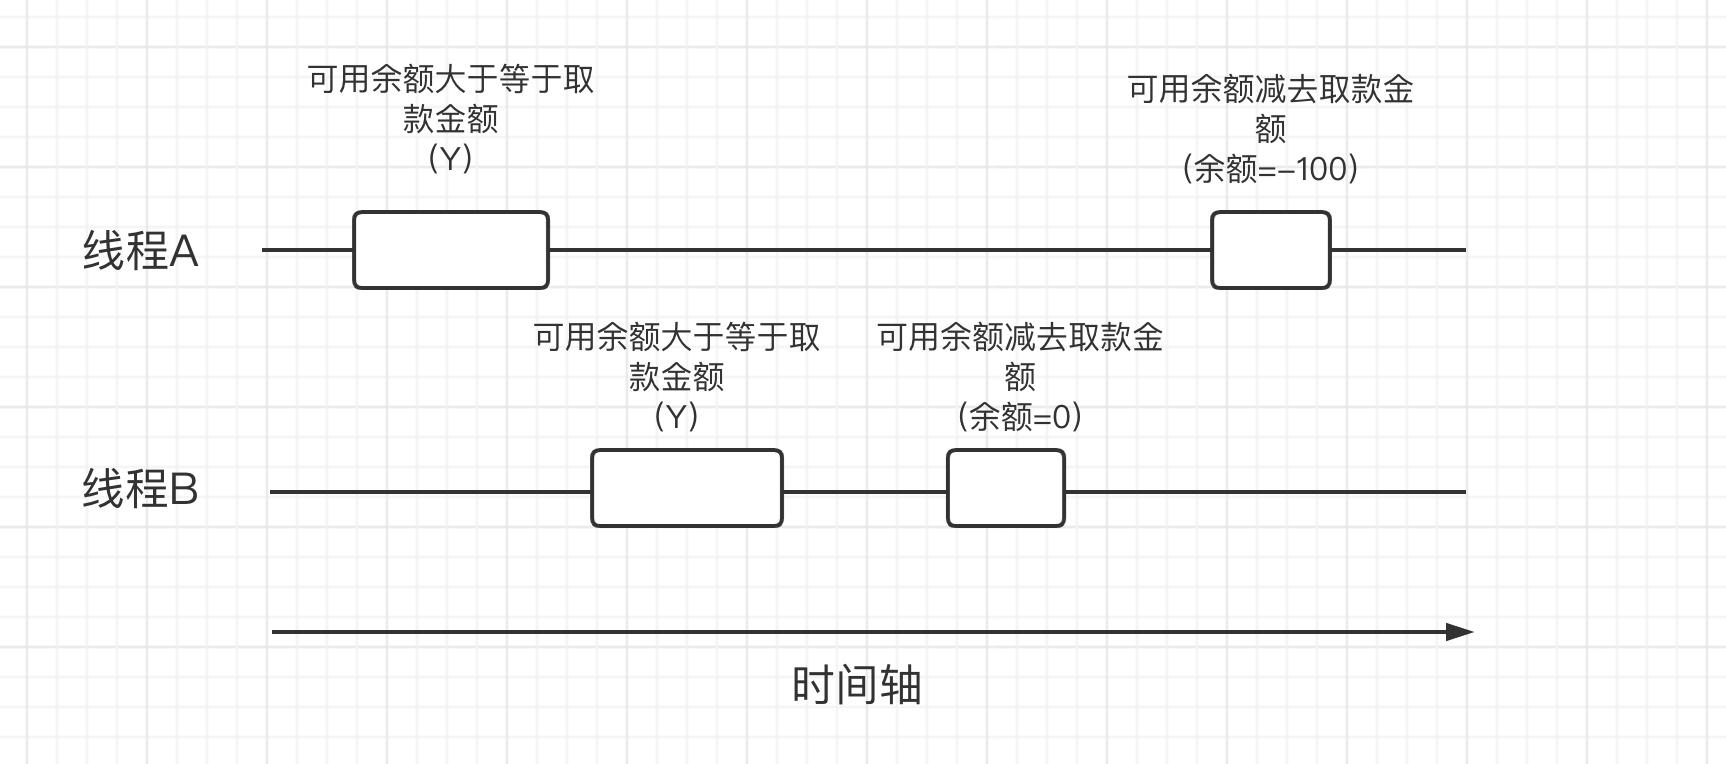 可用余额大于等于取
款金额
(Y)
可用余额减去取款金
额
(余额=-100)
线程A
可用余额大于等于取
款金额
(Y)
可用余额减去取款金
额
(余额=0)
线程B
时间轴